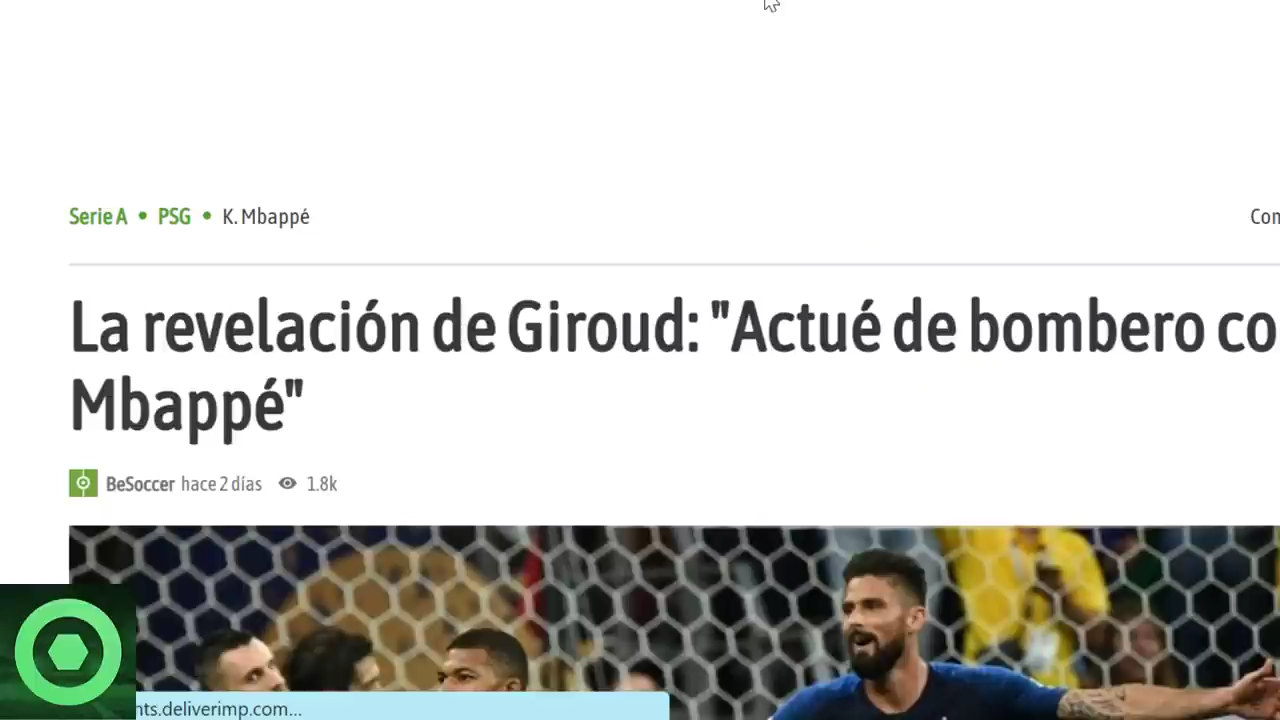 Serie A • PSG • K. Mbappé
La revelación de Giroud: "Actué de bombero co
Mbappé"
BeSoccer hace 2 días 1.8k
nts.deliverimp.com...